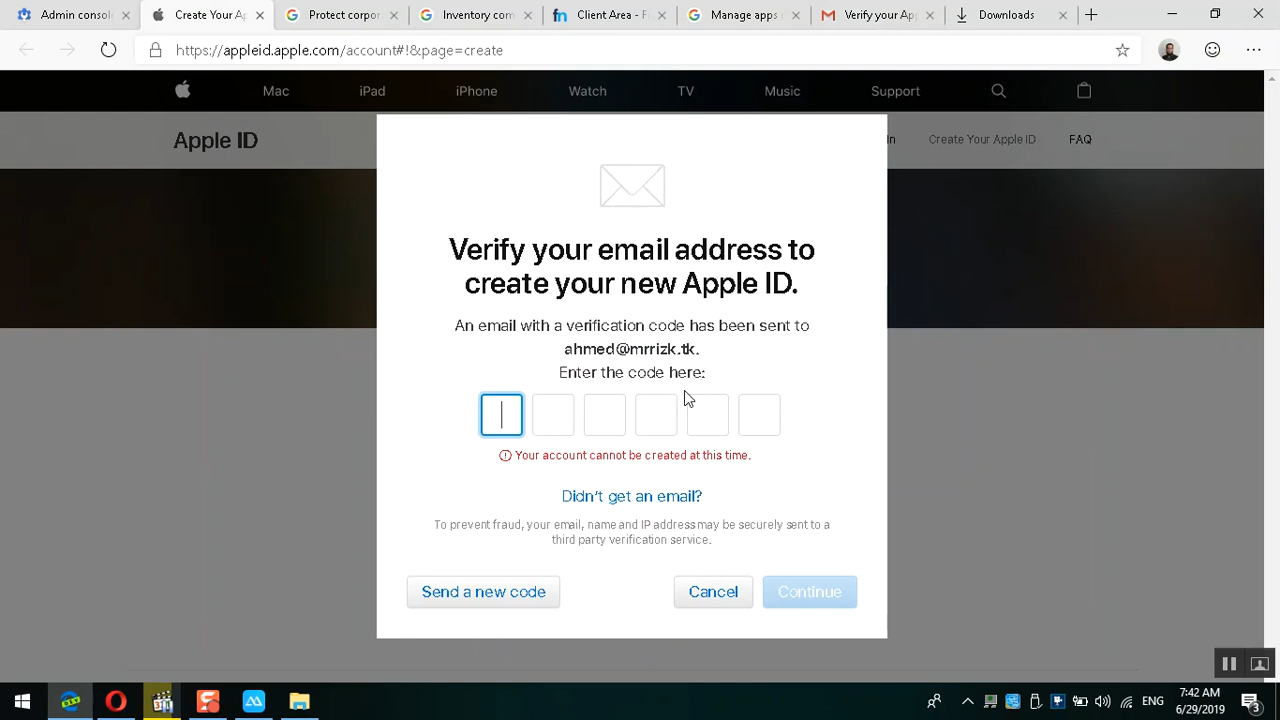 Admin consol
Create Your Ap
Protect corpor
Inventory com
Client Area - F
Manage apps
Verify your Ap
Downloads
https://appleid.apple.com/account#!&page=create
Mac
iPad
iPhone
Watch
TV
Music
Support
Apple ID
In
Create Your Apple ID
FAQ
Verify your email address to
create your new Apple ID.
An email with a verification code has been sent to
ahmed@mrrizk.tk.
Enter the code here:
Your account cannot be created at this time.
Didn't get an email?
To prevent fraud, your email, name and IP address may be securely sent to a
third party verification service.
Send a new code
Cancel
Continue
ENG
7:42 AM
6/29/2019
3